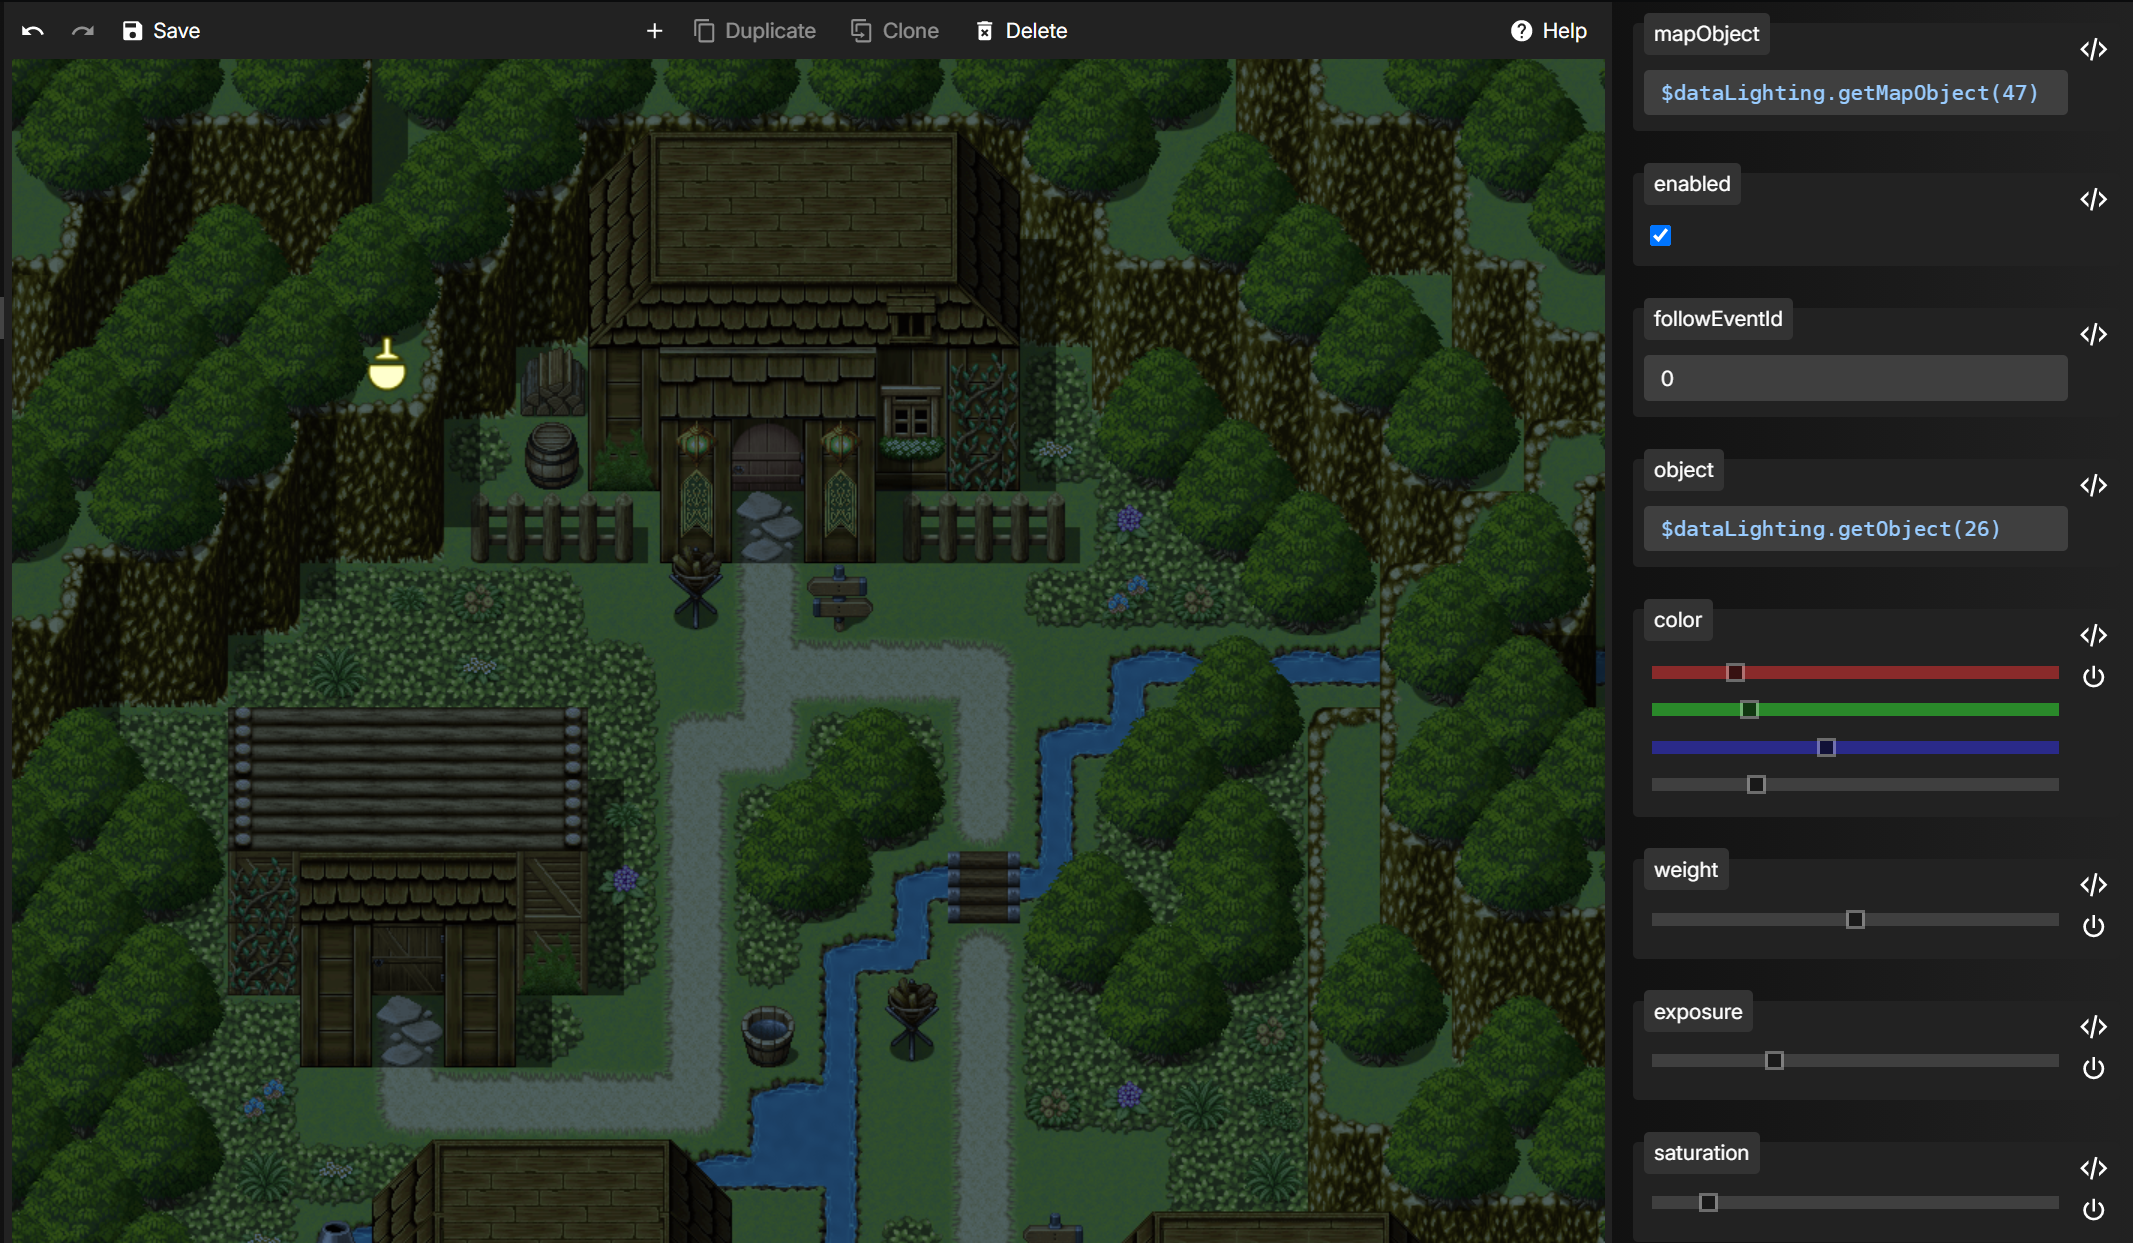 Save
Duplicate
Clone
Delete
Help
mapObject
$dataLighting.getMapObject(47)
enabled
followEventId
0
object
$dataLighting.getObject(26)
color
weight
exposure
saturation